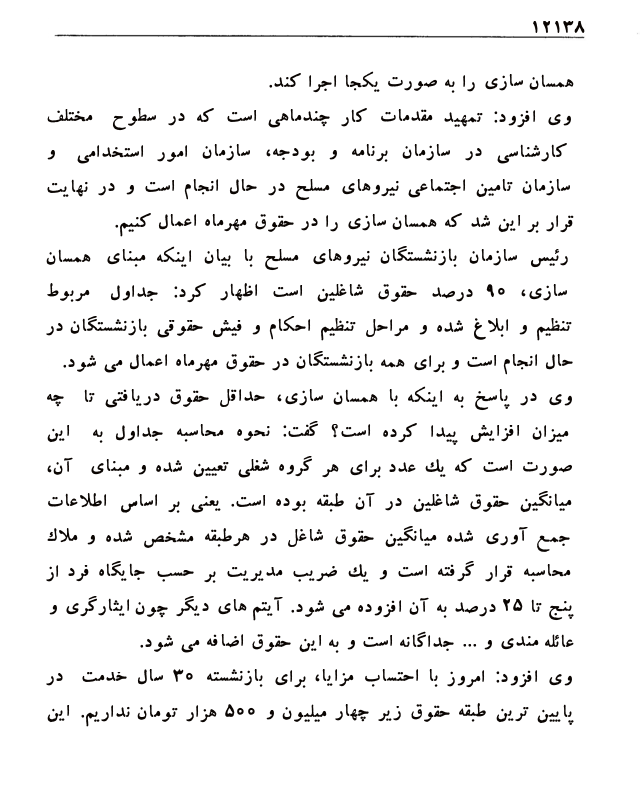 ۱۲۱۳۸
همسان سازی را به صورت یکجا اجرا کند.
وی افزود: تمهید مقدمات کار چندماهی است که در سطوح مختلف
کارشناسی در سازمان برنامه و بودجه، سازمان امور استخدامی و
سازمان تامین اجتماعی نیروهای مسلح در حال انجام است و در نهایت
قرار بر این شد که همسان سازی را در حقوق مهرماه اعمال کنیم.
رئیس سازمان بازنشستگان نیروهای مسلح با بیان اینکه مبنای همسان
سازی، ۹۰ درصد حقوق شاغلین است اظهار کرد: جداول مربوط
تنظیم و ابلاغ شده و مراحل تنظیم احکام و فیش حقوقی بازنشستگان در
حال انجام است و برای همه بازنشستگان در حقوق مهرماه اعمال می شود.
وی در پاسخ به اینکه با همسان سازی، حداقل حقوق دریافتی تا چه
میزان افزایش پیدا کرده است؟ گفت: نحوه محاسبه جداول به این
صورت است که یك عدد برای هر گروه شغلی تعیین شده و مبنای آن،
میانگین حقوق شاغلین در آن طبقه بوده است. یعنی بر اساس اطلاعات
جمع آوری شده میانگین حقوق شاغل در هرطبقه مشخص شده و ملاك
محاسبه قرار گرفته است و یك ضریب مدیریت بر حسب جایگاه فرد از
پنج تا ۲۵ درصد به آن افزوده می شود. آیتم های دیگر چون ایثارگری و
عائله مندی و ... جداگانه است و به این حقوق اضافه می شود.
وی افزود: امروز با احتساب مزایا، برای بازنشسته ۳۰ سال خدمت در
پایین ترین طبقه حقوق زیر چهار میلیون و ۵۰۰ هزار تومان نداریم. این